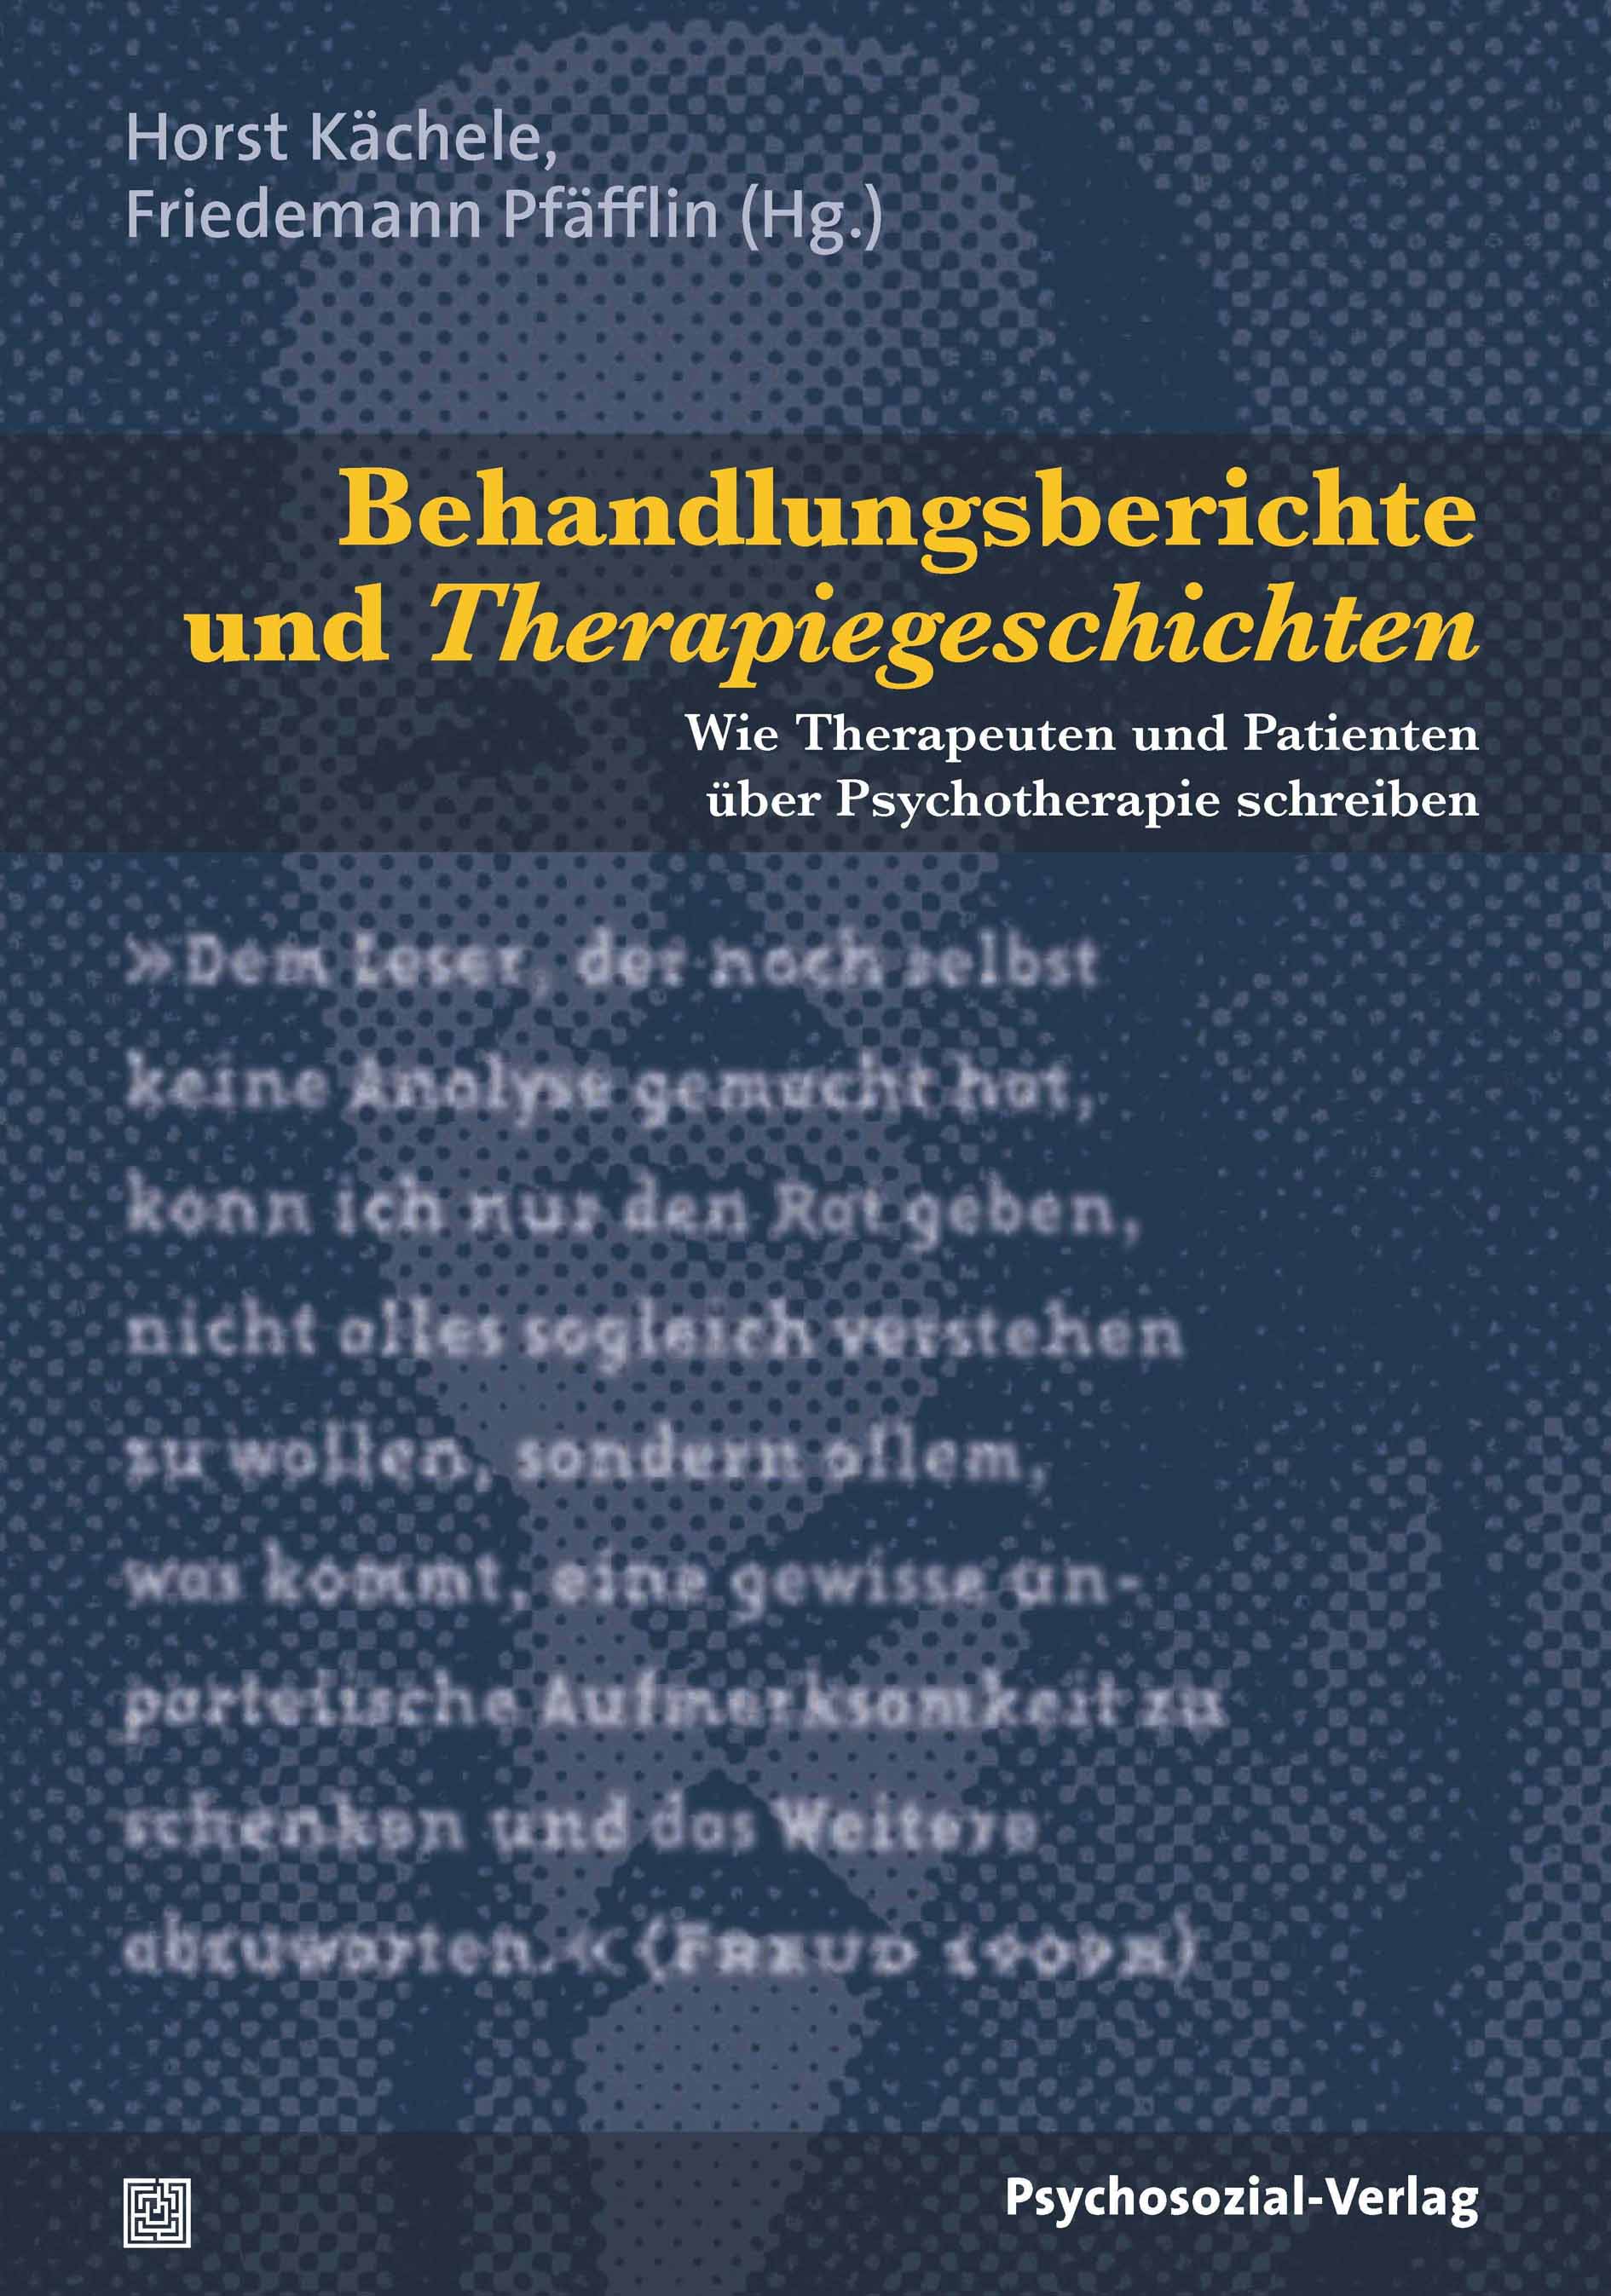 Horst Kächele,
Friedemann Pfäfflin (Hg.)
Behandlungsberichte
und Therapiegeschichten
Wie Therapeuten und Patienten
über Psychotherapie schreiben
»Dem Leser, der noch selbst
keine Analyse gemacht hat,
kann ich nur den Rat geben,
nicht alles sogleich verstehen
zu wollen, sondern allem,
was kommt, eine gewisse un-
parteiische Aufmerksamkeit zu
schenken und das Weitere
abzuwarten.« (Freud
Psychosozial-Verlag